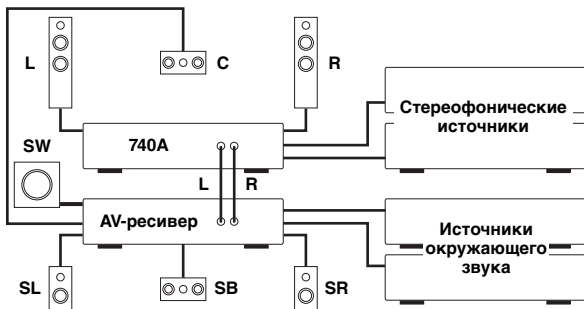 L
C
R
Стереофонические
источники
740A
SW
L
R
AV-ресивер
Источники
окружающего
звука
SL
SB
SR